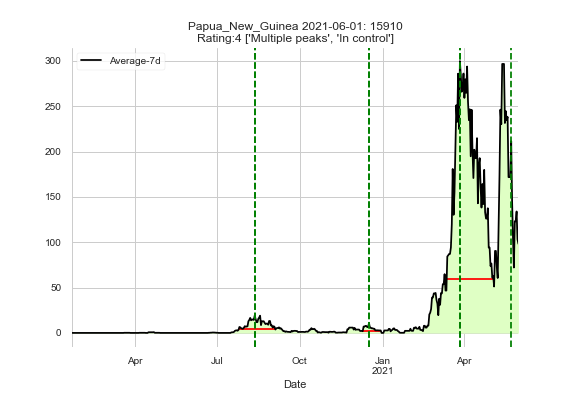 Papua_New_Guinea 2021-06-01: 15910
Rating:4 ['Multiple peaks', 'In control']
Average-7d
300
250
200
150
100
50
0
Apr
Jul
Oct
Jan
2021
Apr
Date